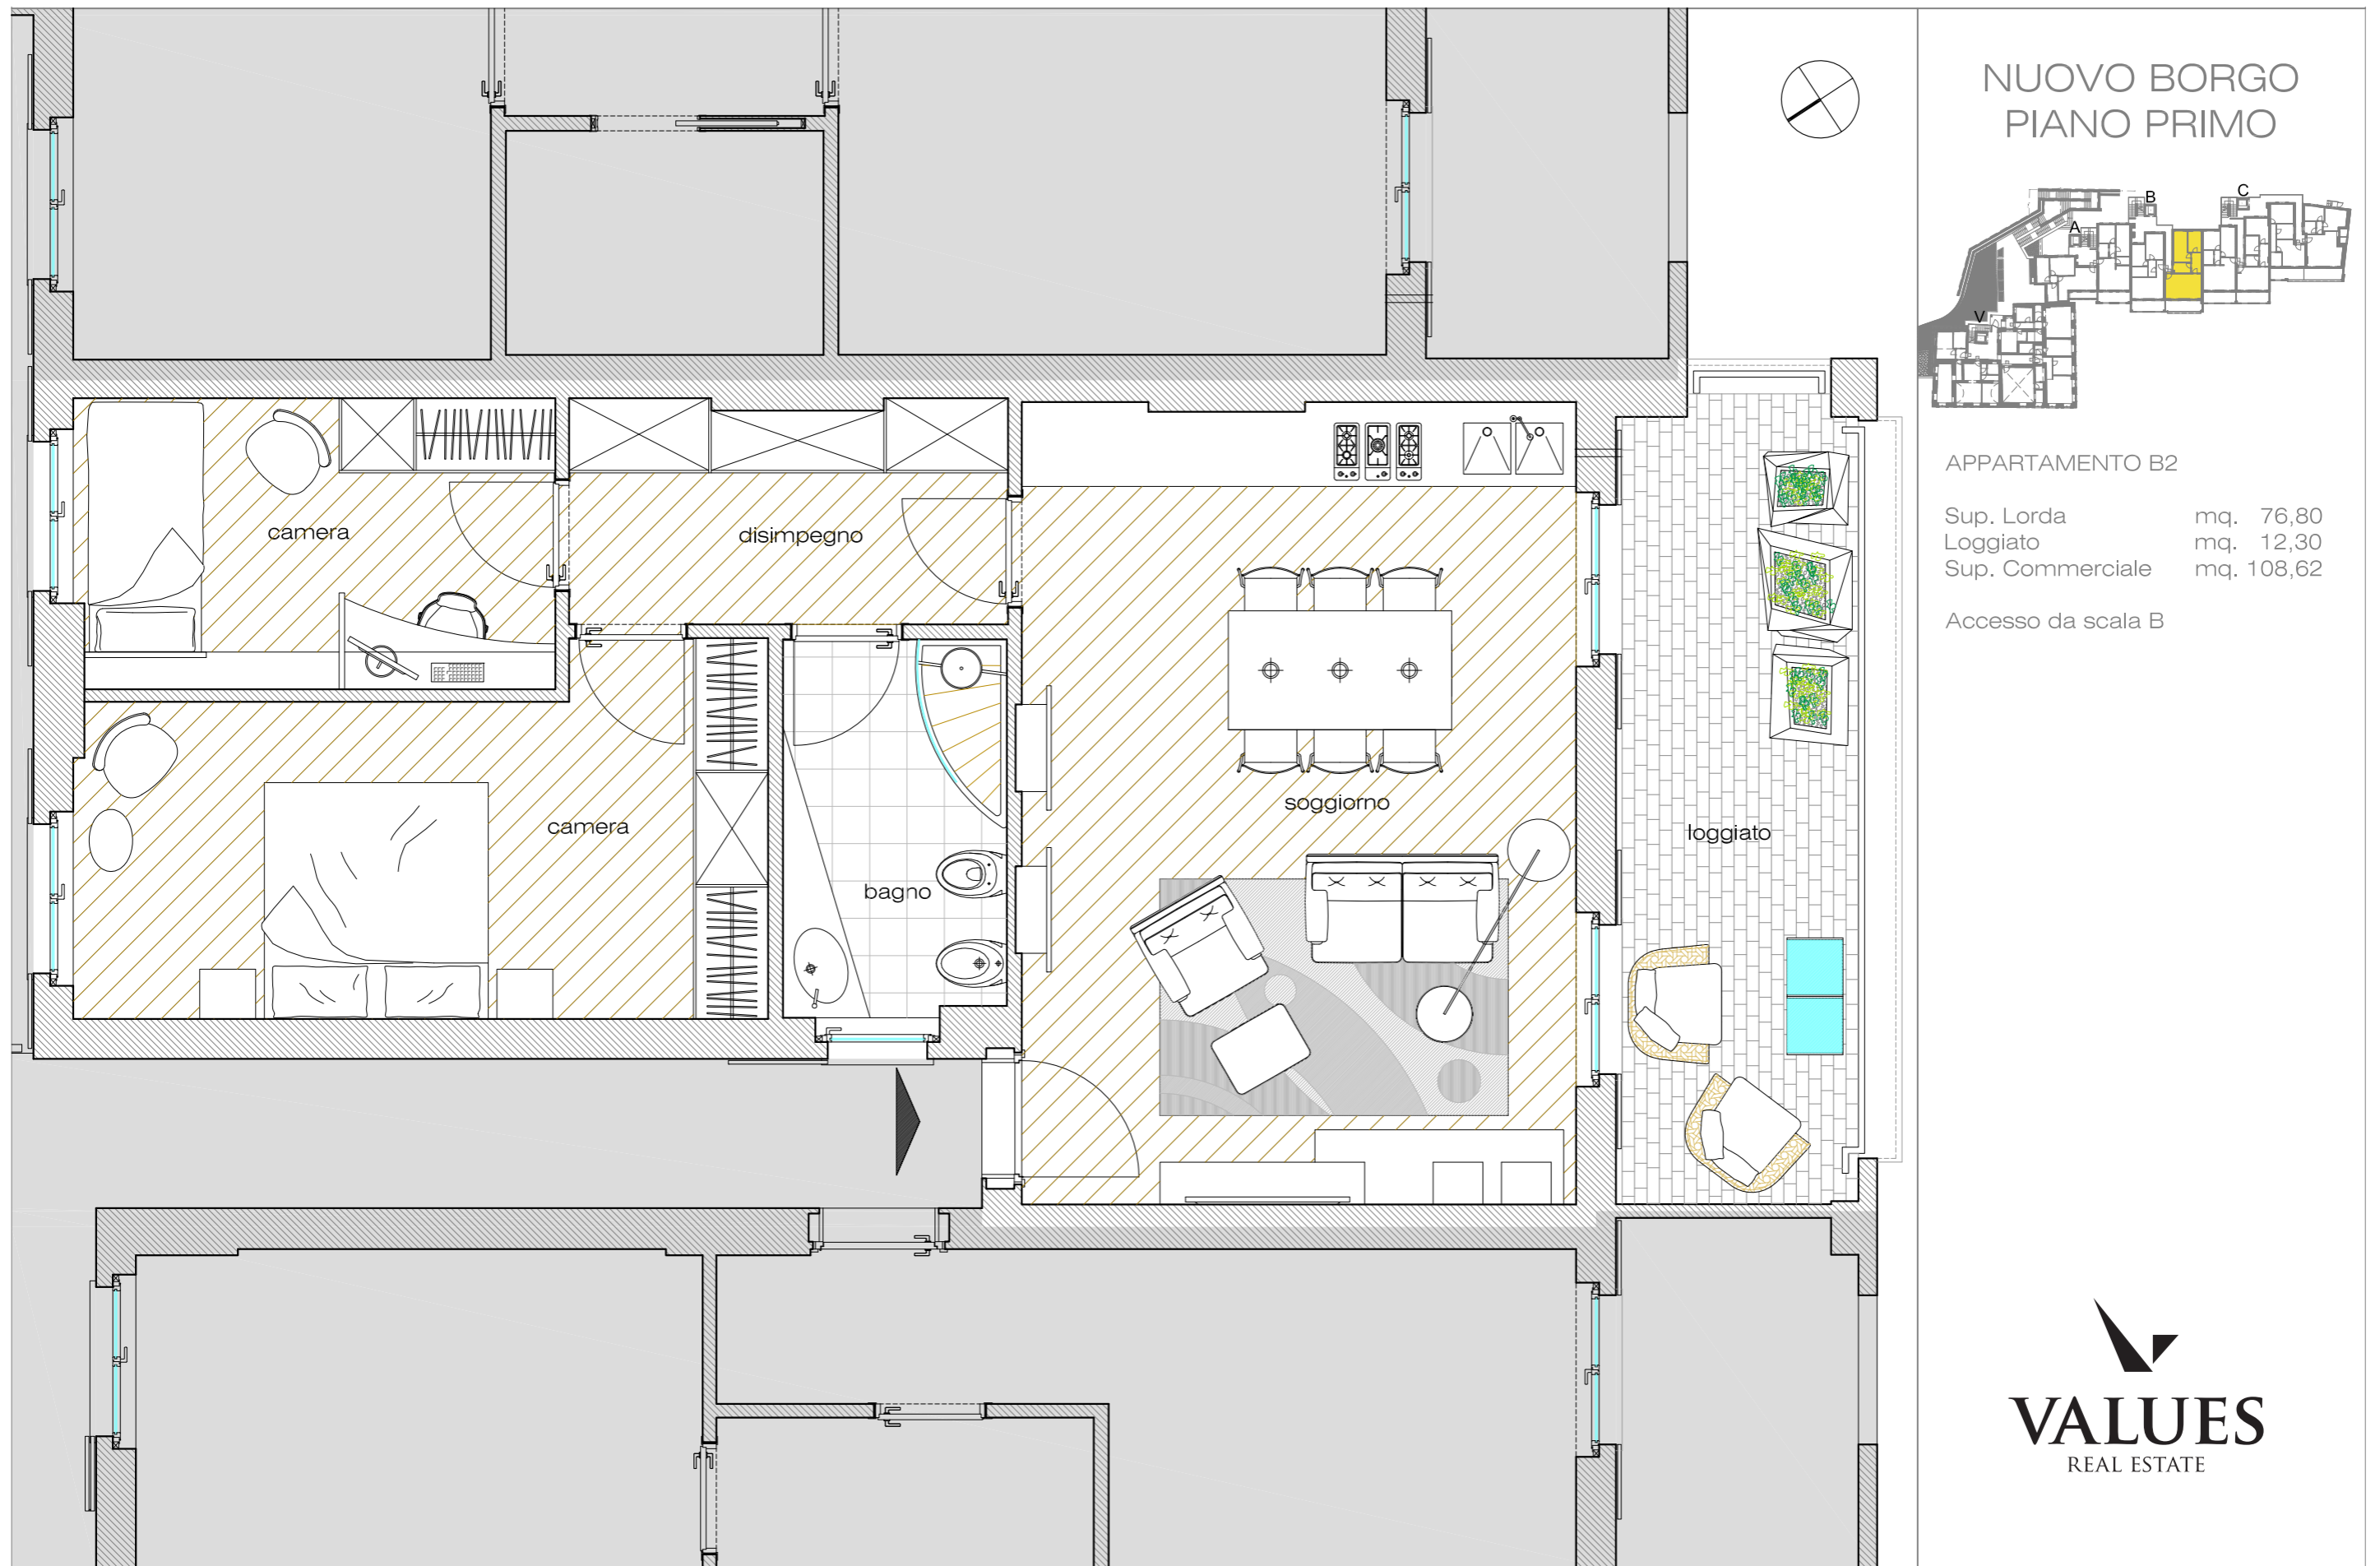 NUOVO BORGO
PIANO PRIMO
A
B
C
V
APPARTAMENTO B2
Sup. Lorda mq. 76,80
Loggiato mq. 12,30
Sup. Commerciale mq. 108,62
Accesso da scala B
camera
disimpegno
camera
bagno
soggiorno
loggiato
VALUES
REAL ESTATE